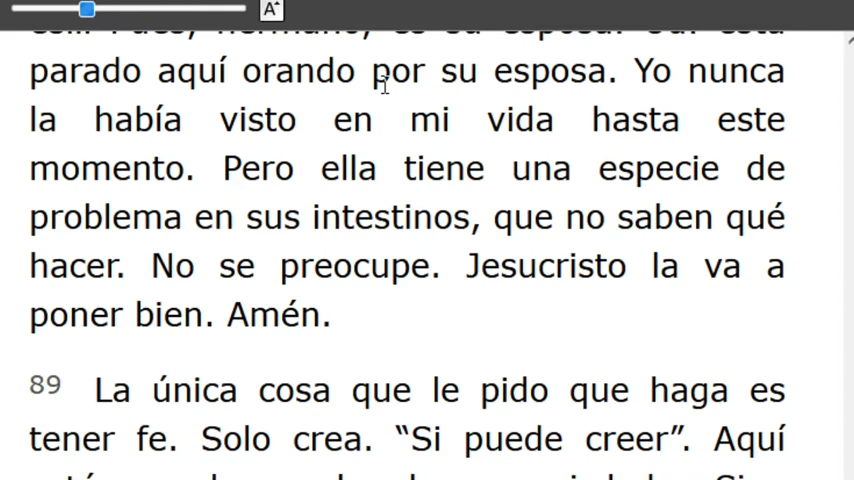 A
parado aquí orando por su esposa. Yo nunca
la había visto en mi vida hasta este
momento. Pero ella tiene una especie de
problema en sus intestinos, que no saben qué
hacer. No se preocupe. Jesucristo la va a
poner bien. Amén.
89 La única cosa que le pido que haga es
tener fe. Solo crea. “Si puede creer”. Aquí